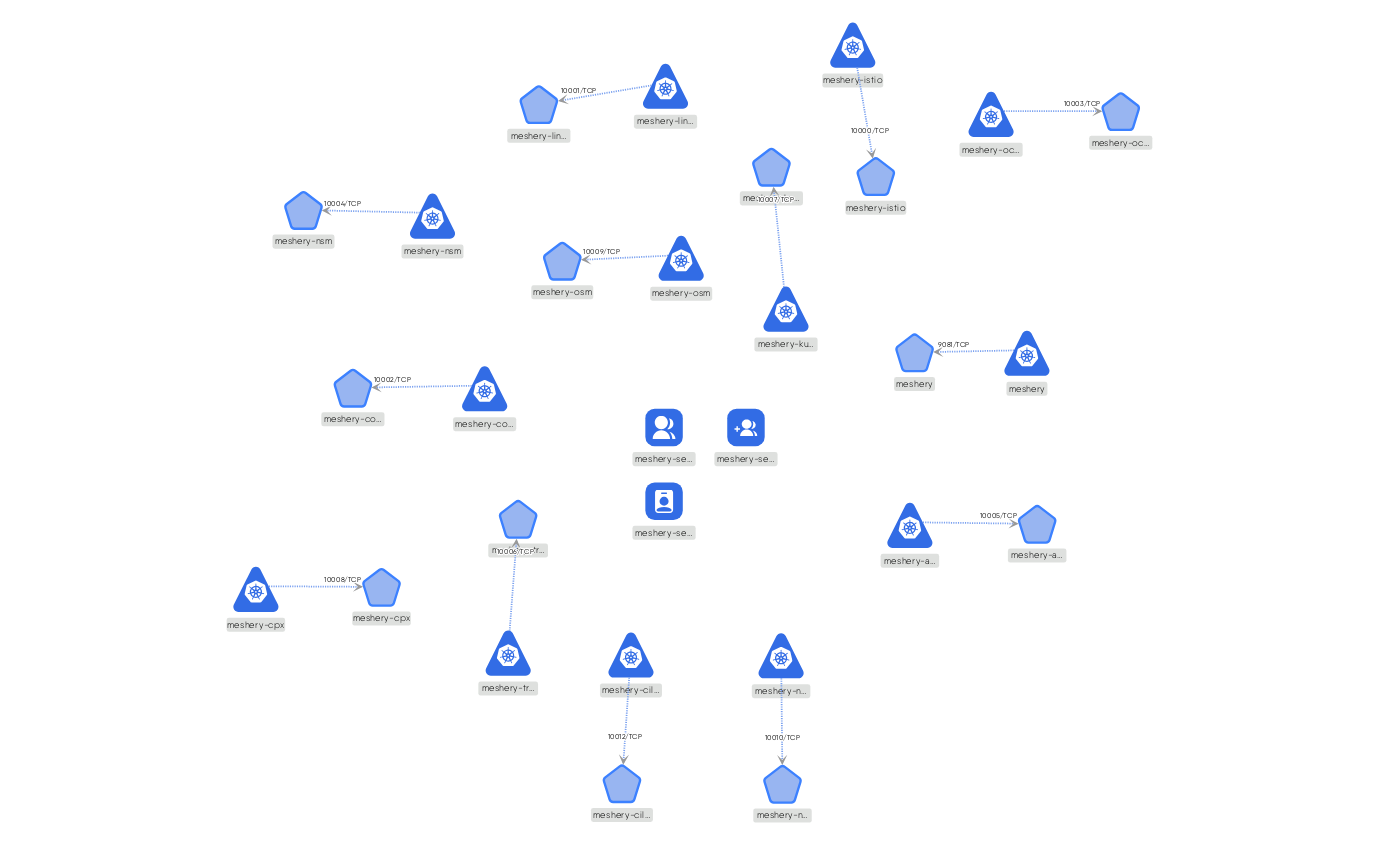 meshery-istio
10001/TCP
meshery-lin...
meshery-lin...
10003/TCP
meshery-oc...
meshery-oc...
10000/TCP
meshery-istio
10007/TCP
10004/TCP
meshery-nsm
meshery-nsm
10009/TCP
meshery-osm
meshery-osm
meshery-ku...
9081/TCP
meshery
meshery
10002/TCP
meshery-co...
meshery-co...
meshery-se...
meshery-se...
meshery-se...
10005/TCP
meshery-a...
meshery-a...
10006/TCP
10008/TCP
meshery-cpx
meshery-cpx
meshery-tr...
meshery-cil...
meshery-n...
10012/TCP
10010/TCP
meshery-cil...
meshery-n...